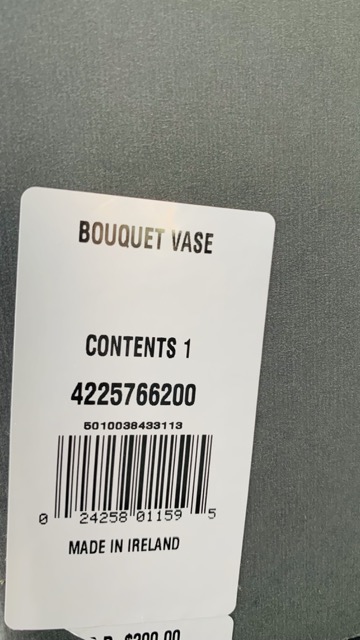 BOUQUET VASE
CONTENTS 1
4225766200
5010038433113
0 24258 01159 5
MADE IN IRELAND